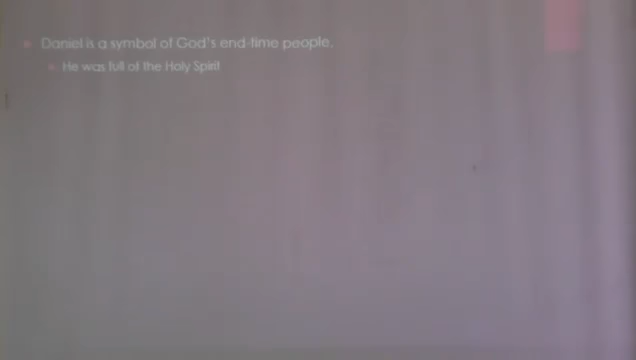 Daniel is a symbol of God's end-time people.
He was full of the Holy Spirit